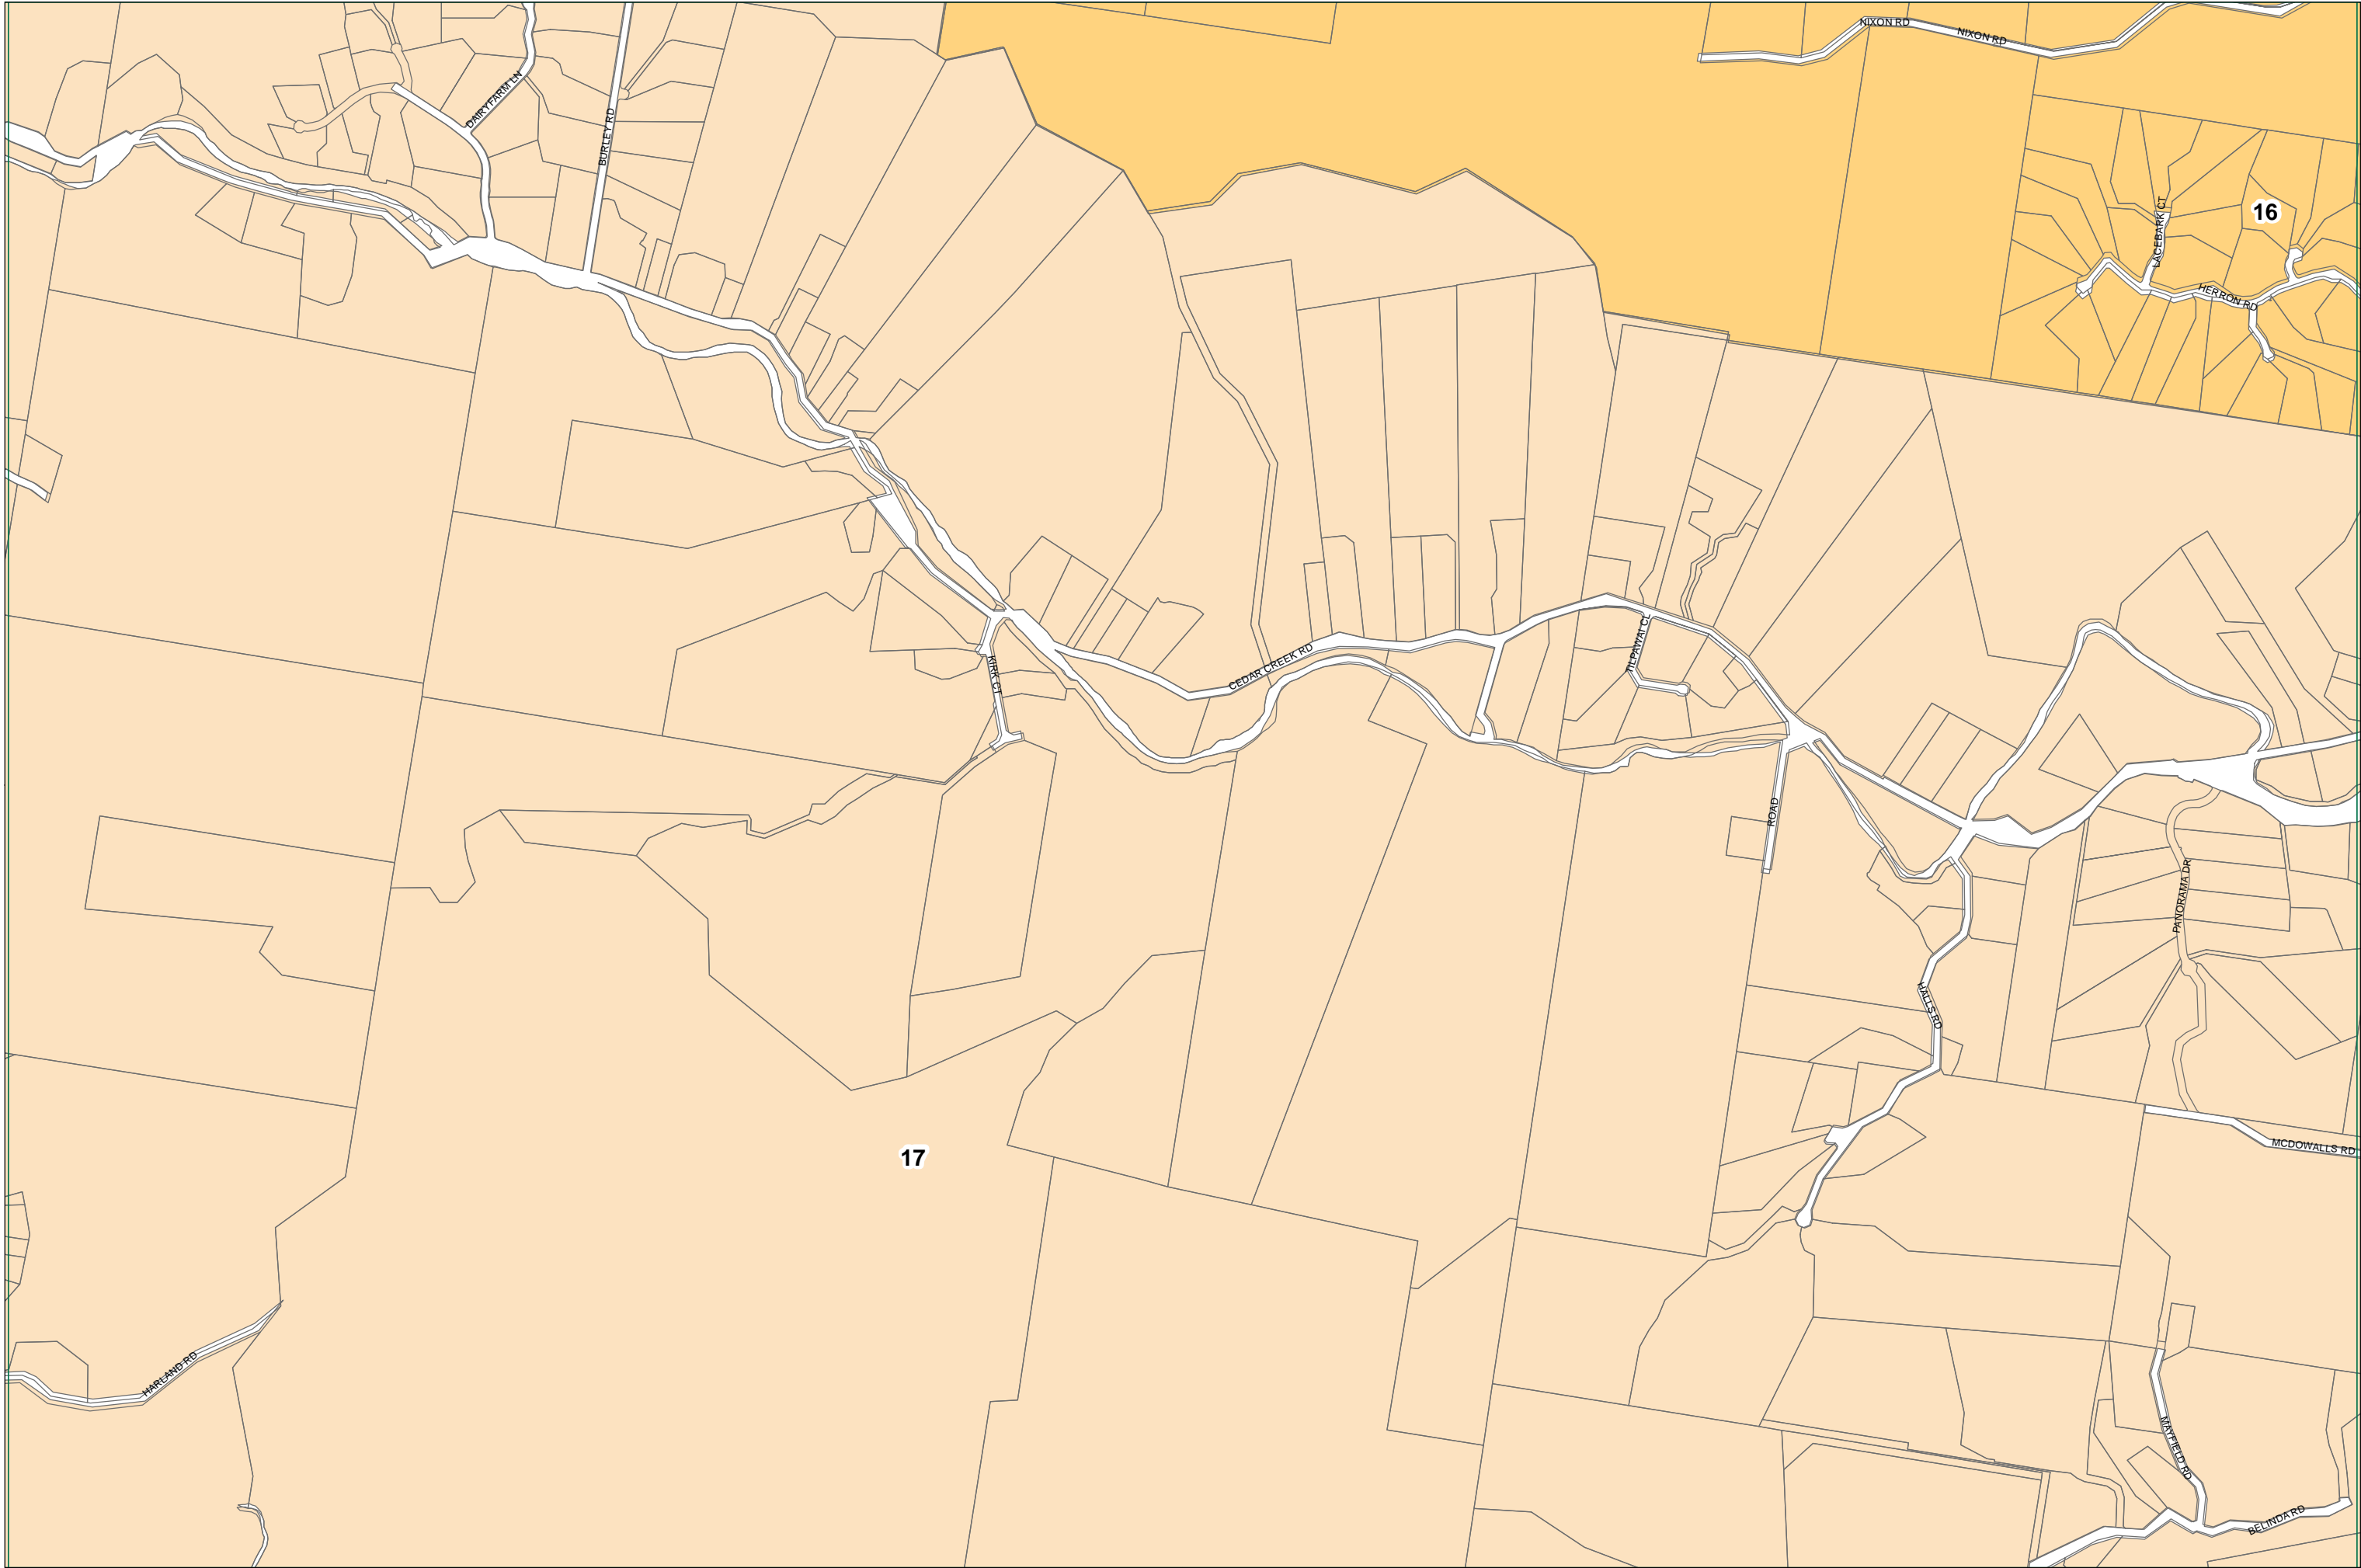 NIXON RD
NIXON RD
DAIRYFARM LN
BURLEY RD
LACEBARK CT
16
HERRON RD
TILPAWAI CL
CEDAR CREEK RD
KIRK CT
ROAD
PANORAMA DR
HALLS RD
17
MCDOWALLS RD
HARLAND RD
MAYFIELD RD
BELINDA RD